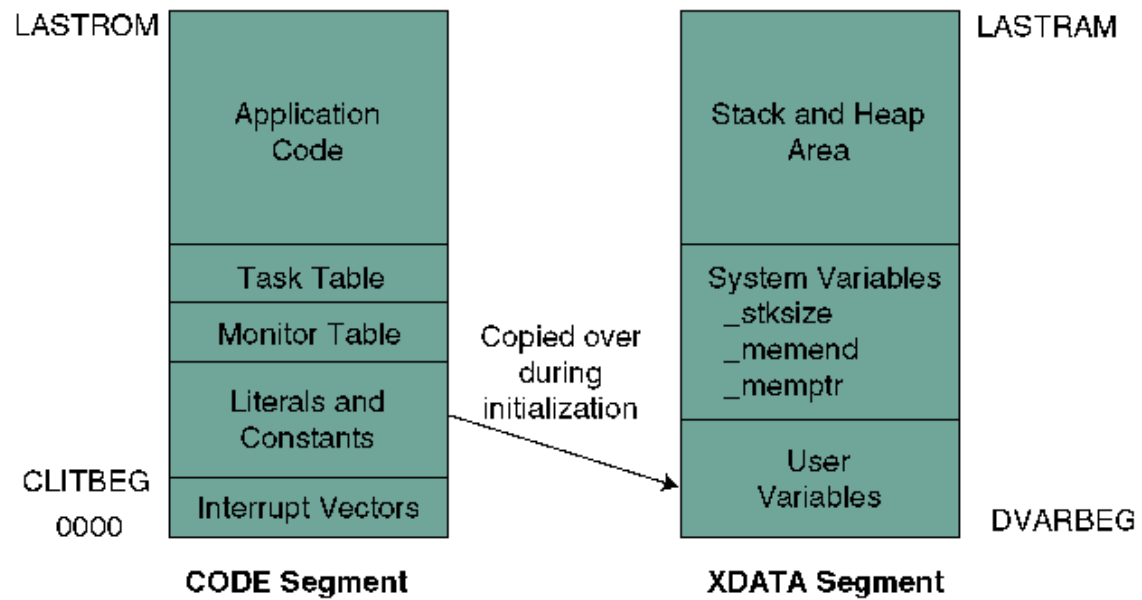 LASTROM
Application
Code
Task Table
Monitor Table
Literals and
Constants
CLITBEG
0000
Interrupt Vectors
CODE Segment
Copied over
during
initialization
LASTRAM
Stack and Heap
Area
System Variables
_stksize
_memend
_memptr
User
Variables
DVARBEG
XDATA Segment